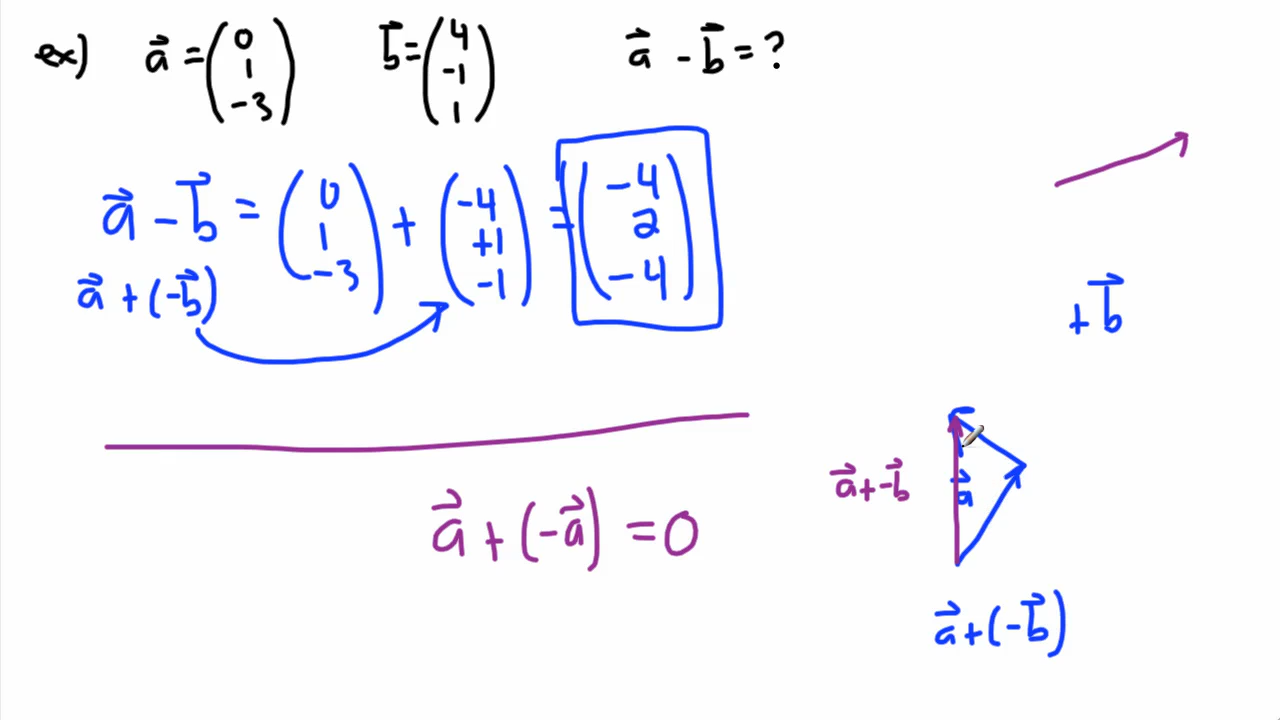 ex) a⃗ = (0 1 -3) b⃗ = (4 -1 1) a⃗ - b⃗ = ?
a⃗ - b⃗ = (0 1 -3) + (-4 +1 -1) = (-4 2 -4)
a⃗ + (-b⃗)
+b⃗
a⃗ + -b⃗ a⃗
a⃗ + (-a⃗) = 0
a⃗ + (-b⃗)